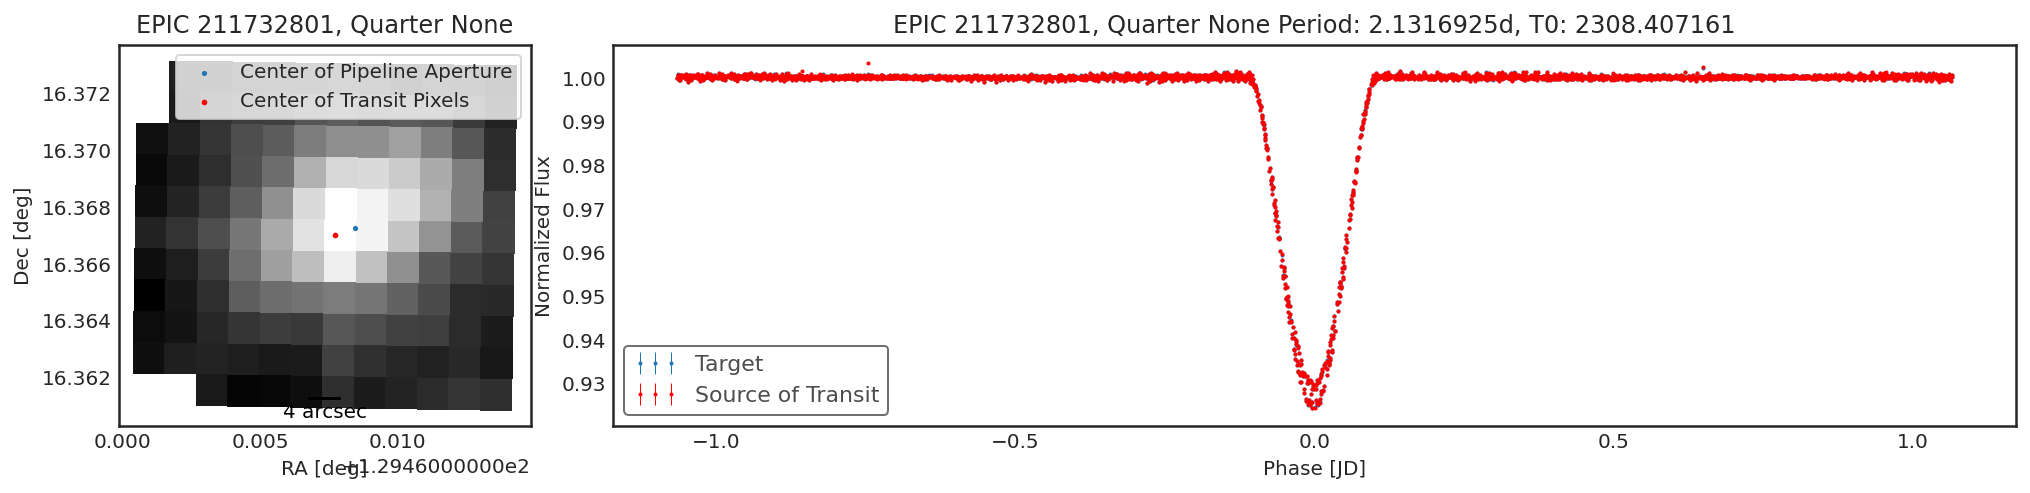 EPIC 211732801, Quarter None
Center of Pipeline Aperture
Center of Transit Pixels
16.372
16.370
16.368
16.366
16.364
16.362
Dec [deg]
4 arcsec
0.000
0.005
0.010
RA [deg]
+1.2946000000e2
EPIC 211732801, Quarter None Period: 2.1316925d, T0: 2308.407161
1.00
0.99
0.98
0.97
0.96
0.95
0.94
0.93
Normalized Flux
Target
Source of Transit
−1.0
−0.5
0.0
0.5
1.0
Phase [JD]